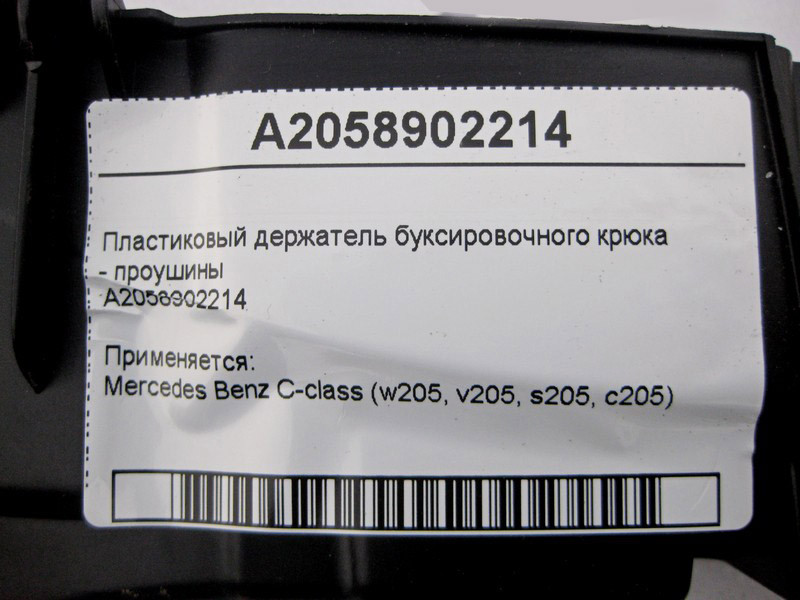 A2058902214
Пластиковый держатель буксировочного крюка
- проушины
A2058902214
Применяется:
Mercedes Benz C-class (w205, v205, s205, c205)